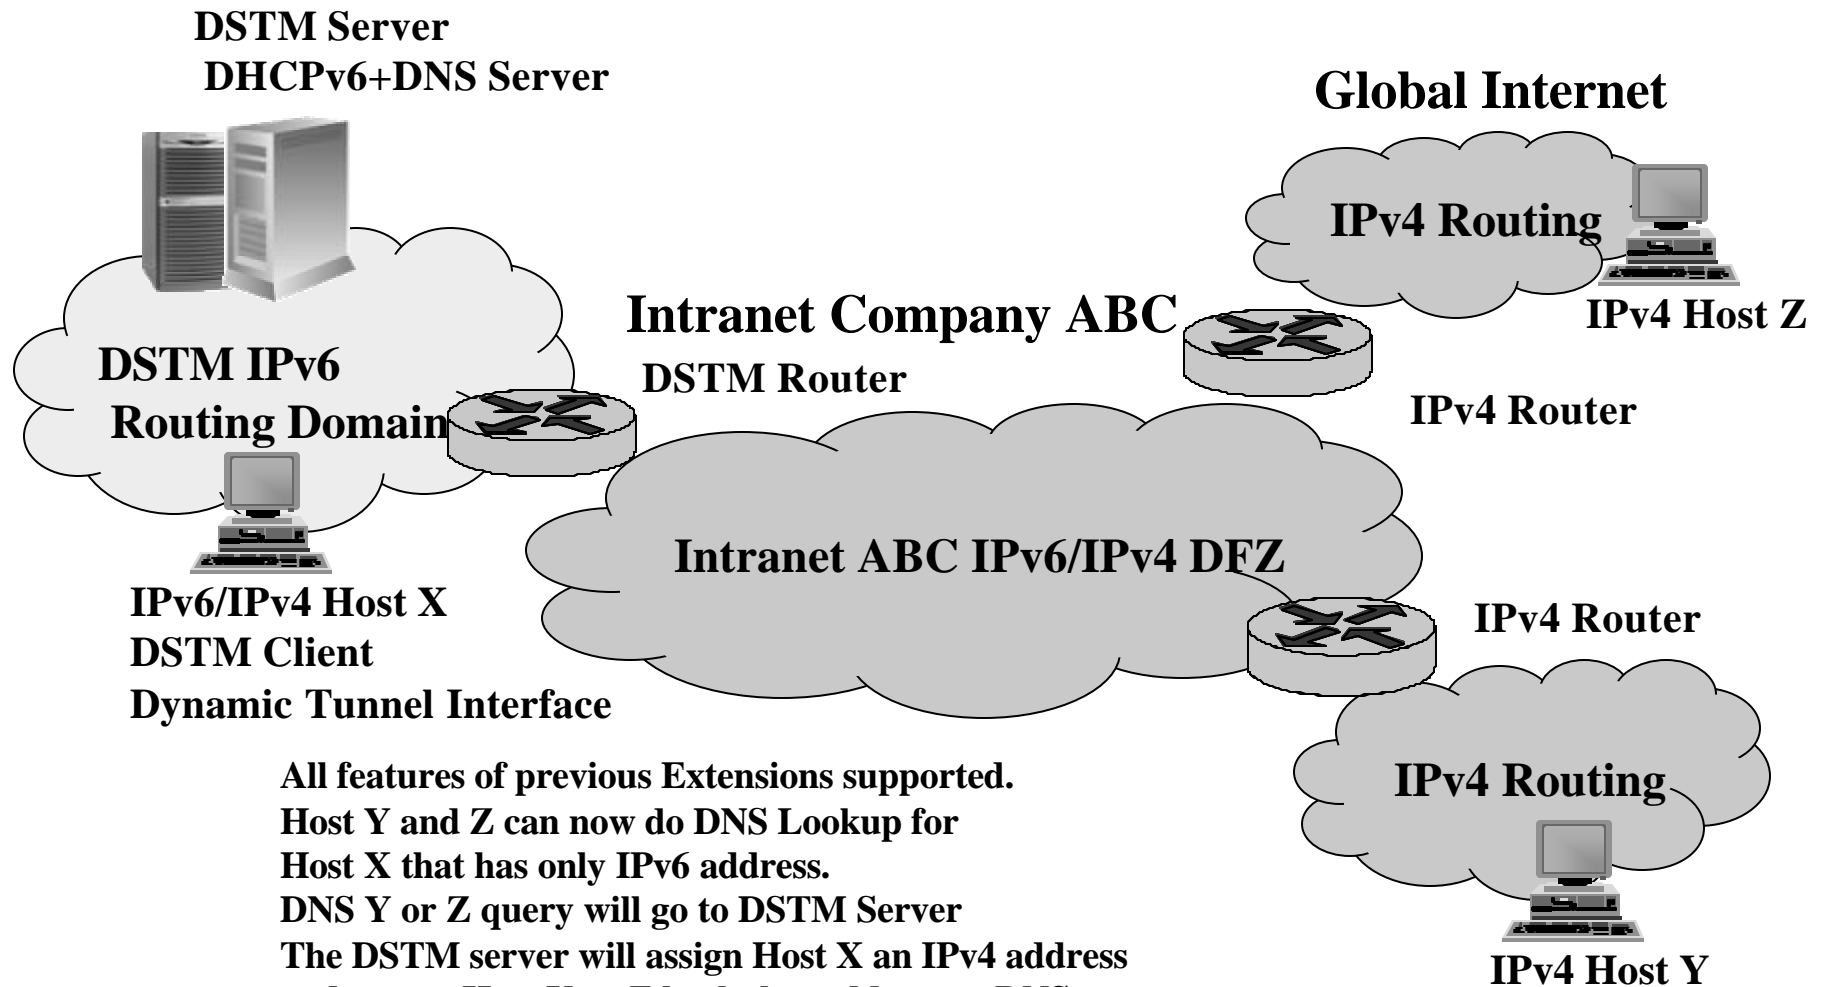 DSTM Server
DHCPv6+DNS Server
Global Internet
IPv4 Routing
IPv4 Host Z
Intranet Company ABC
DSTM IPv6
Routing Domain
DSTM Router
IPv4 Router
Intranet ABC IPv6/IPv4 DFZ
IPv6/IPv4 Host X
DSTM Client
Dynamic Tunnel Interface
IPv4 Router
IPv4 Routing
IPv4 Host Y
All features of previous Extensions supported.
Host Y and Z can now do DNS Lookup for
Host X that has only IPv6 address.
DNS Y or Z query will go to DSTM Server
The DSTM server will assign Host X an IPv4 address